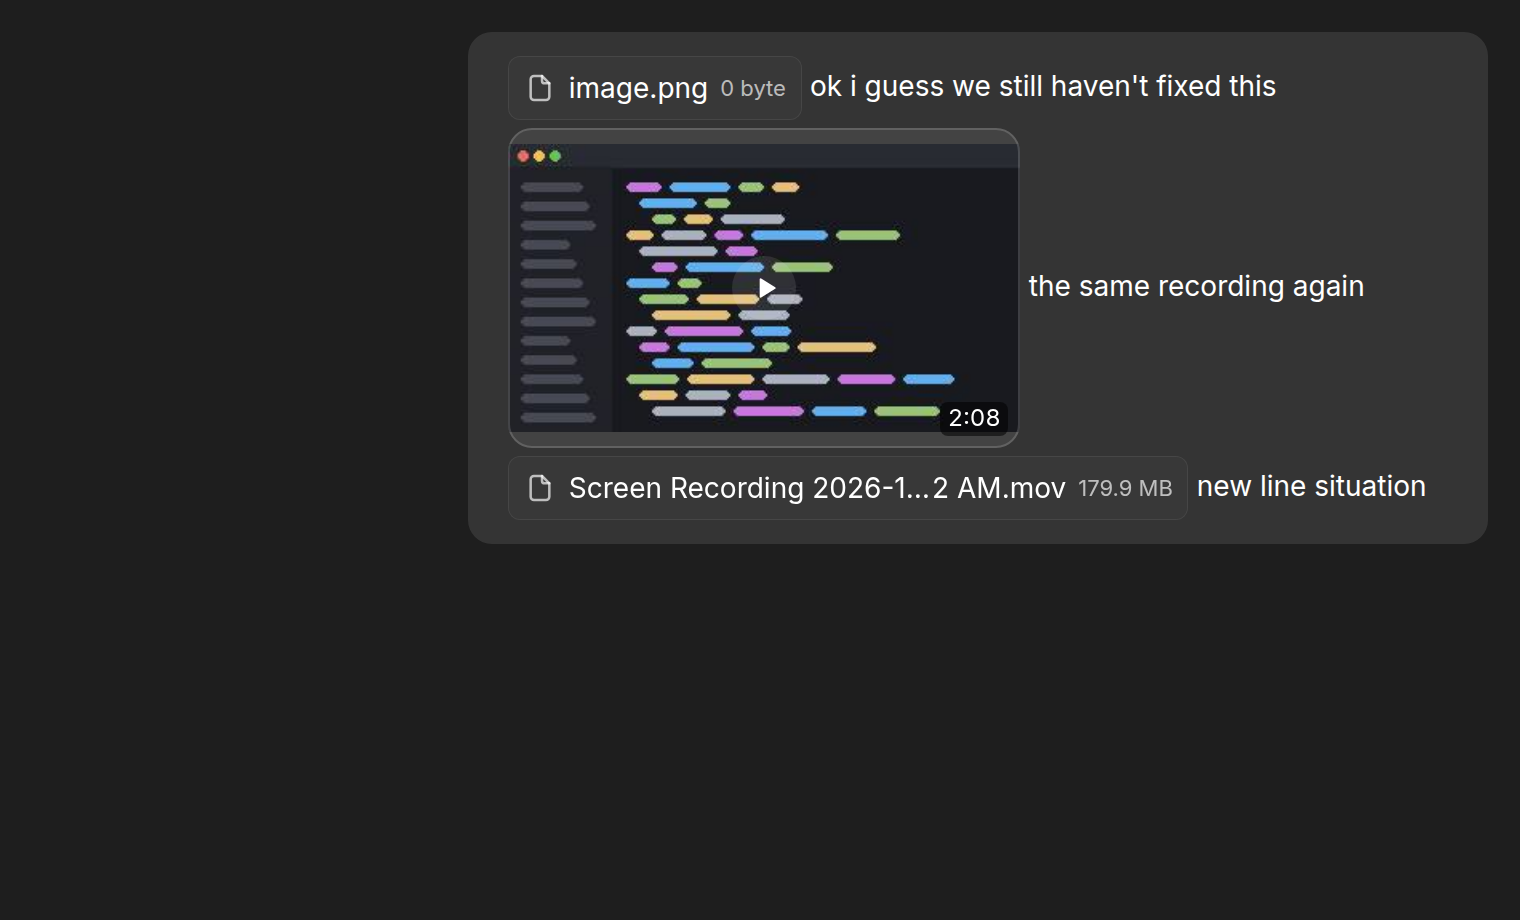 image.png 0 byte ok i guess we still haven't fixed this
the same recording again
2:08
Screen Recording 2026-1...2 AM.mov 179.9 MB new line situation